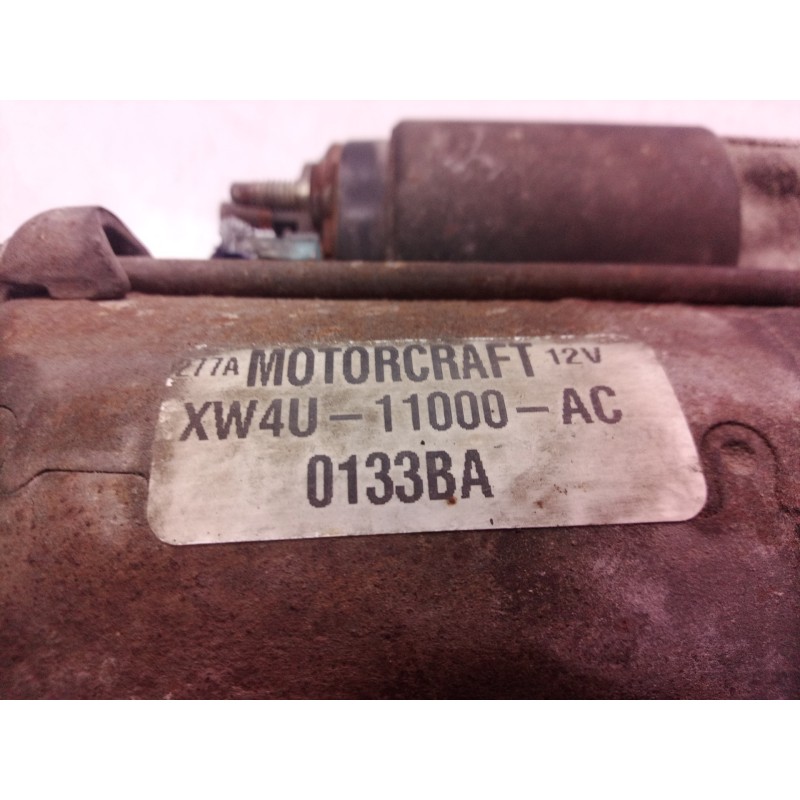 277A MOTORCRAFT 12V
XW4U-11000-AC
0133BA